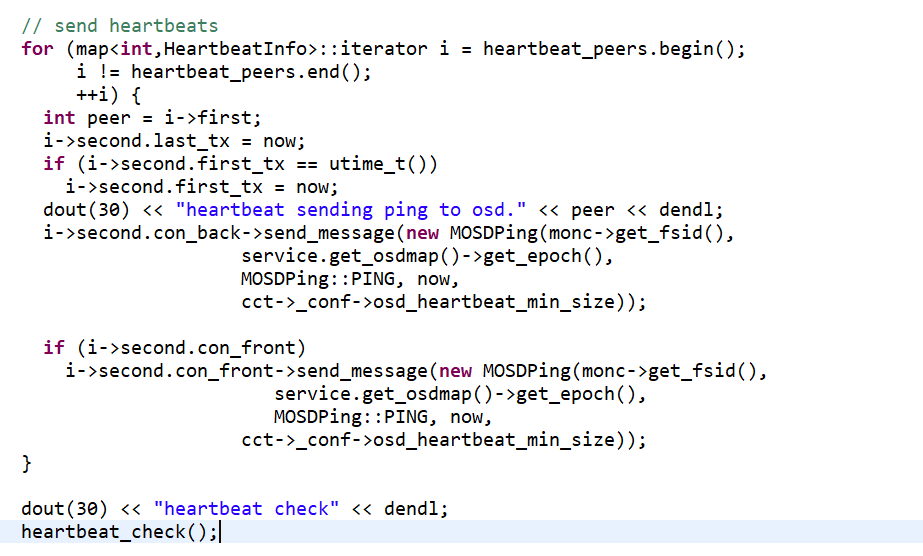 // send heartbeats
for (map<int,HeartbeatInfo>::iterator i = heartbeat_peers.begin();
     i != heartbeat_peers.end();
     ++i) {
  int peer = i->first;
  i->second.last_tx = now;
  if (i->second.first_tx == utime_t())
    i->second.first_tx = now;
  dout(30) << "heartbeat sending ping to osd." << peer << dendl;
  i->second.con_back->send_message(new MOSDPing(monc->get_fsid(),
                    service.get_osdmap()->get_epoch(),
                    MOSDPing::PING, now,
                    cct->_conf->osd_heartbeat_min_size));

  if (i->second.con_front)
    i->second.con_front->send_message(new MOSDPing(monc->get_fsid(),
                       service.get_osdmap()->get_epoch(),
                       MOSDPing::PING, now,
                    cct->_conf->osd_heartbeat_min_size));
}

dout(30) << "heartbeat check" << dendl;
heartbeat_check();